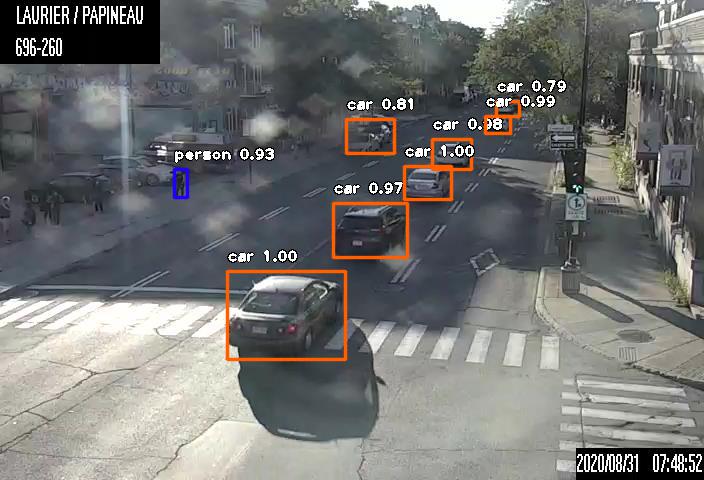 LAURIER / PAPINEAU
696-260
car 0.79
car 0.99
car 0.81
car 0.98
car 1.00
person 0.93
car 0.97
car 1.00
2020/08/31 07:48:52